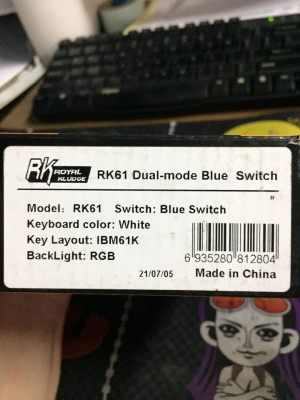 RK ROYAL KLUDGE RK61 Dual-mode Blue Switch
Model: RK61 Switch: Blue Switch
Keyboard color: White
Key Layout: IBM61K
BackLight: RGB
6 935280 812804
21/07/05 Made in China